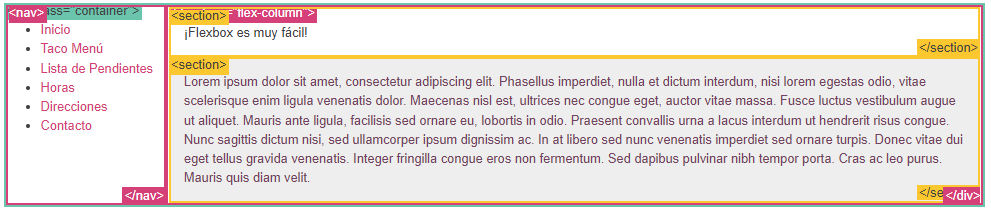 <nav>
ass="container">
• Inicio
• Taco Menú
• Lista de Pendientes
• Horas
• Direcciones
• Contacto
</nav>
="flex-column">
<section>
¡Flexbox es muy fácil!
</section>
<section>
Lorem ipsum dolor sit amet, consectetur adipiscing elit. Phasellus imperdiet, nulla et dictum interdum, nisi lorem egestas odio, vitae
scelerisque enim ligula venenatis dolor. Maecenas nisl est, ultrices nec congue eget, auctor vitae massa. Fusce luctus vestibulum augue
ut aliquet. Mauris ante ligula, facilisis sed ornare eu, lobortis in odio. Praesent convallis urna a lacus interdum ut hendrerit risus congue.
Nunc sagittis dictum nisi, sed ullamcorper ipsum dignissim ac. In at libero sed nunc venenatis imperdiet sed ornare turpis. Donec vitae dui
eget tellus gravida venenatis. Integer fringilla congue eros non fermentum. Sed dapibus pulvinar nibh tempor porta. Cras ac leo purus.
Mauris quis diam velit.
</se
</div>